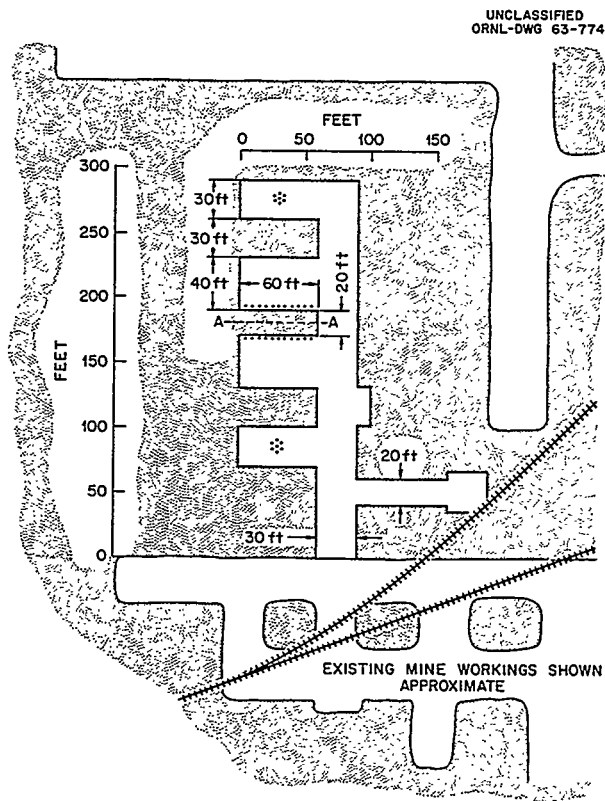 UNCLASSIFIED
ORNL-DWG 63-774
FEET
0 50 100 150
300
30 ft
250
30 ft
40 ft
60 ft
20 ft
200
A A
FEET
150
100
50
20 ft
0
30 ft
EXISTING MINE WORKINGS SHOWN
APPROXIMATE